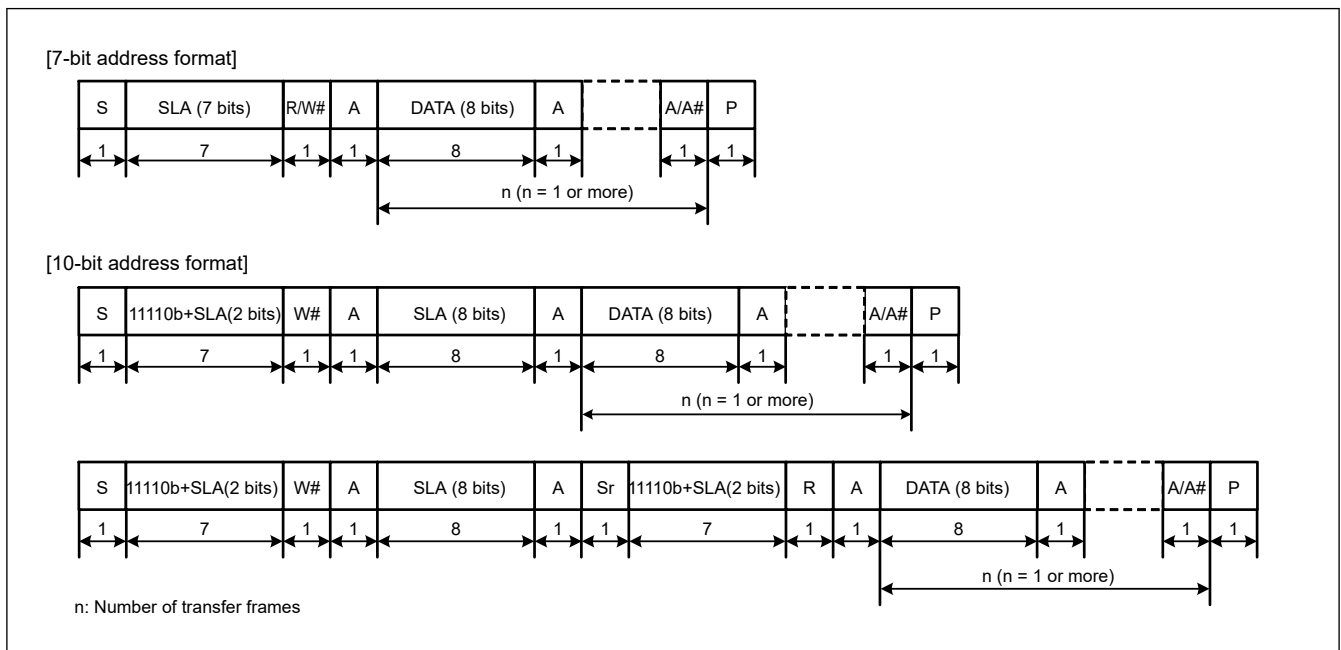 [7-bit address format]
S SLA (7 bits) R/W# A DATA (8 bits) A A/A# P
1 7 1 1 8 1 1 1
n (n = 1 or more)
[10-bit address format]
S 11110b+SLA(2 bits) W# A SLA (8 bits) A DATA (8 bits) A A/A# P
1 7 1 1 8 1 8 1 1 1
n (n = 1 or more)
S 11110b+SLA(2 bits) W# A SLA (8 bits) A Sr 11110b+SLA(2 bits) R A DATA (8 bits) A A/A# P
1 7 1 1 8 1 1 7 1 1 8 1 1 1
n (n = 1 or more)
n: Number of transfer frames